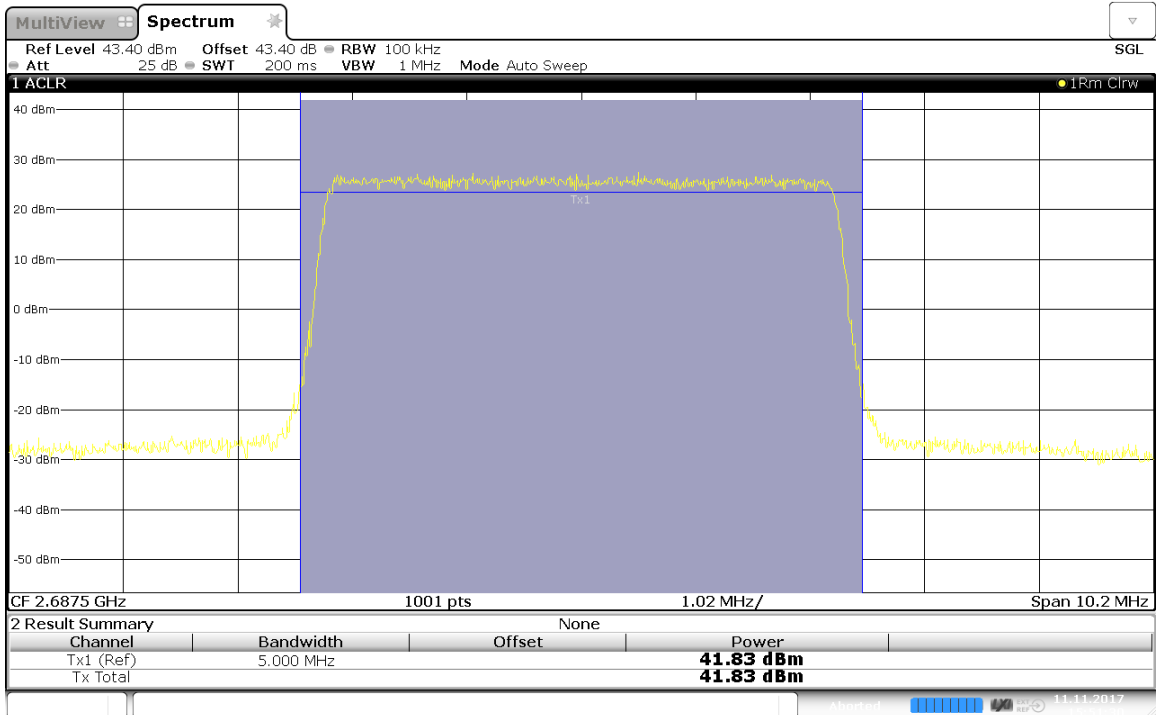 MultiView Spectrum
Ref Level 43.40 dBm Offset 43.40 dB RBW 100 kHz SGL
Att 25 dB SWT 200 ms VBW 1 MHz Mode Auto Sweep
1 ACLR 1Rm Clrw
40 dBm
30 dBm
20 dBm
Tx1
10 dBm
0 dBm
-10 dBm
-20 dBm
-30 dBm
-40 dBm
-50 dBm
CF 2.6875 GHz 1001 pts 1.02 MHz/ Span 10.2 MHz
2 Result Summary None
Channel Bandwidth Offset Power
Tx1 (Ref) 5.000 MHz 41.83 dBm
Tx Total 41.83 dBm
Aborted 11.11.2017